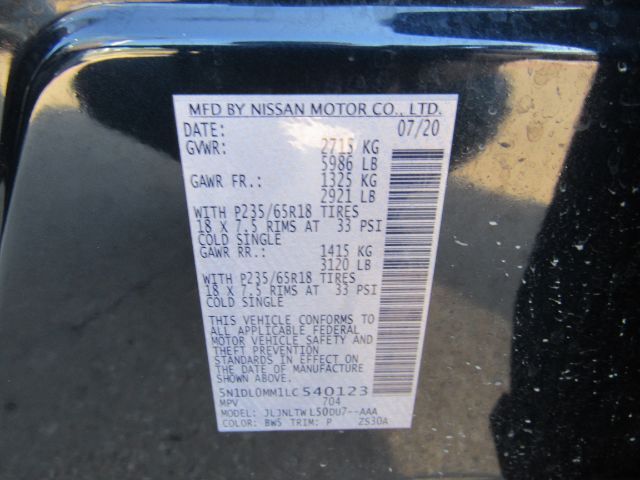 MFD BY NISSAN MOTOR CO., LTD.
DATE: 07/20
GVWR: 2715 KG
5986 LB
GAWR FR.: 1325 KG
2921 LB
WITH P235/65R18 TIRES
18 X 7.5 RIMS AT 33 PSI
COLD SINGLE
GAWR RR.: 1415 KG
3120 LB
WITH P235/65R18 TIRES
18 X 7.5 RIMS AT 33 PSI
COLD SINGLE
THIS VEHICLE CONFORMS TO
ALL APPLICABLE FEDERAL
MOTOR VEHICLE SAFETY AND
THEFT PREVENTION
STANDARDS IN EFFECT ON
THE DATE OF MANUFACTURE
SHOWN ABOVE.
5N1DL0MM1LC540123
MPV 704
MODEL: JLJNLTWL50DU7--AAA
COLOR: BW5 TRIM: P ZS30A